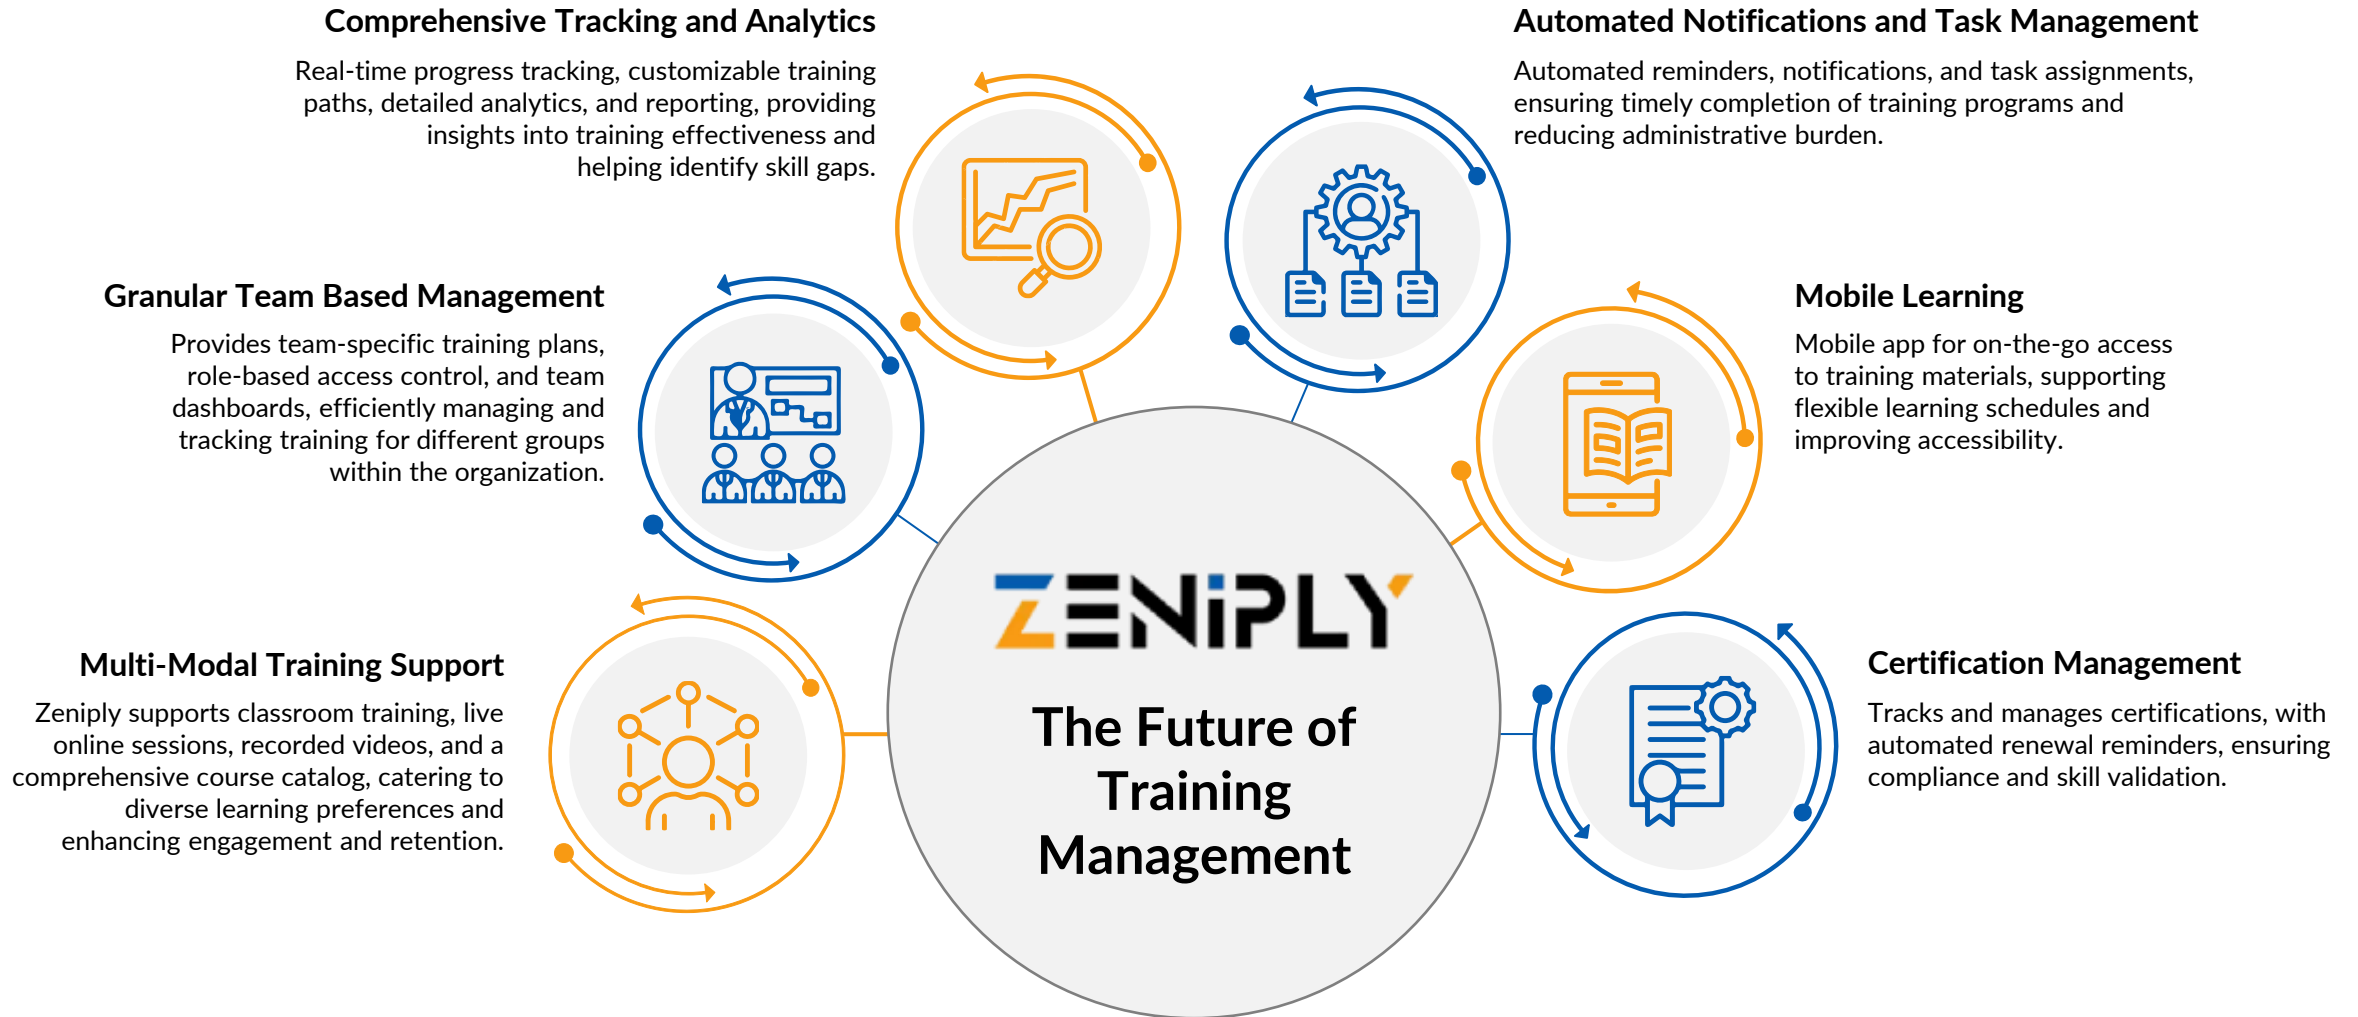 Comprehensive Tracking and Analytics
Real-time progress tracking, customizable training
paths, detailed analytics, and reporting, providing
insights into training effectiveness and
helping identify skill gaps.
Automated Notifications and Task Management
Automated reminders, notifications, and task assignments,
ensuring timely completion of training programs and
reducing administrative burden.
Granular Team Based Management
Provides team-specific training plans,
role-based access control, and team
dashboards, efficiently managing and
tracking training for different groups
within the organization.
Mobile Learning
Mobile app for on-the-go access
to training materials, supporting
flexible learning schedules and
improving accessibility.
Multi-Modal Training Support
Zeniply supports classroom training, live
online sessions, recorded videos, and a
comprehensive course catalog, catering to
diverse learning preferences and
enhancing engagement and retention.
ZENiPLY
The Future of
Training
Management
Certification Management
Tracks and manages certifications, with
automated renewal reminders, ensuring
compliance and skill validation.